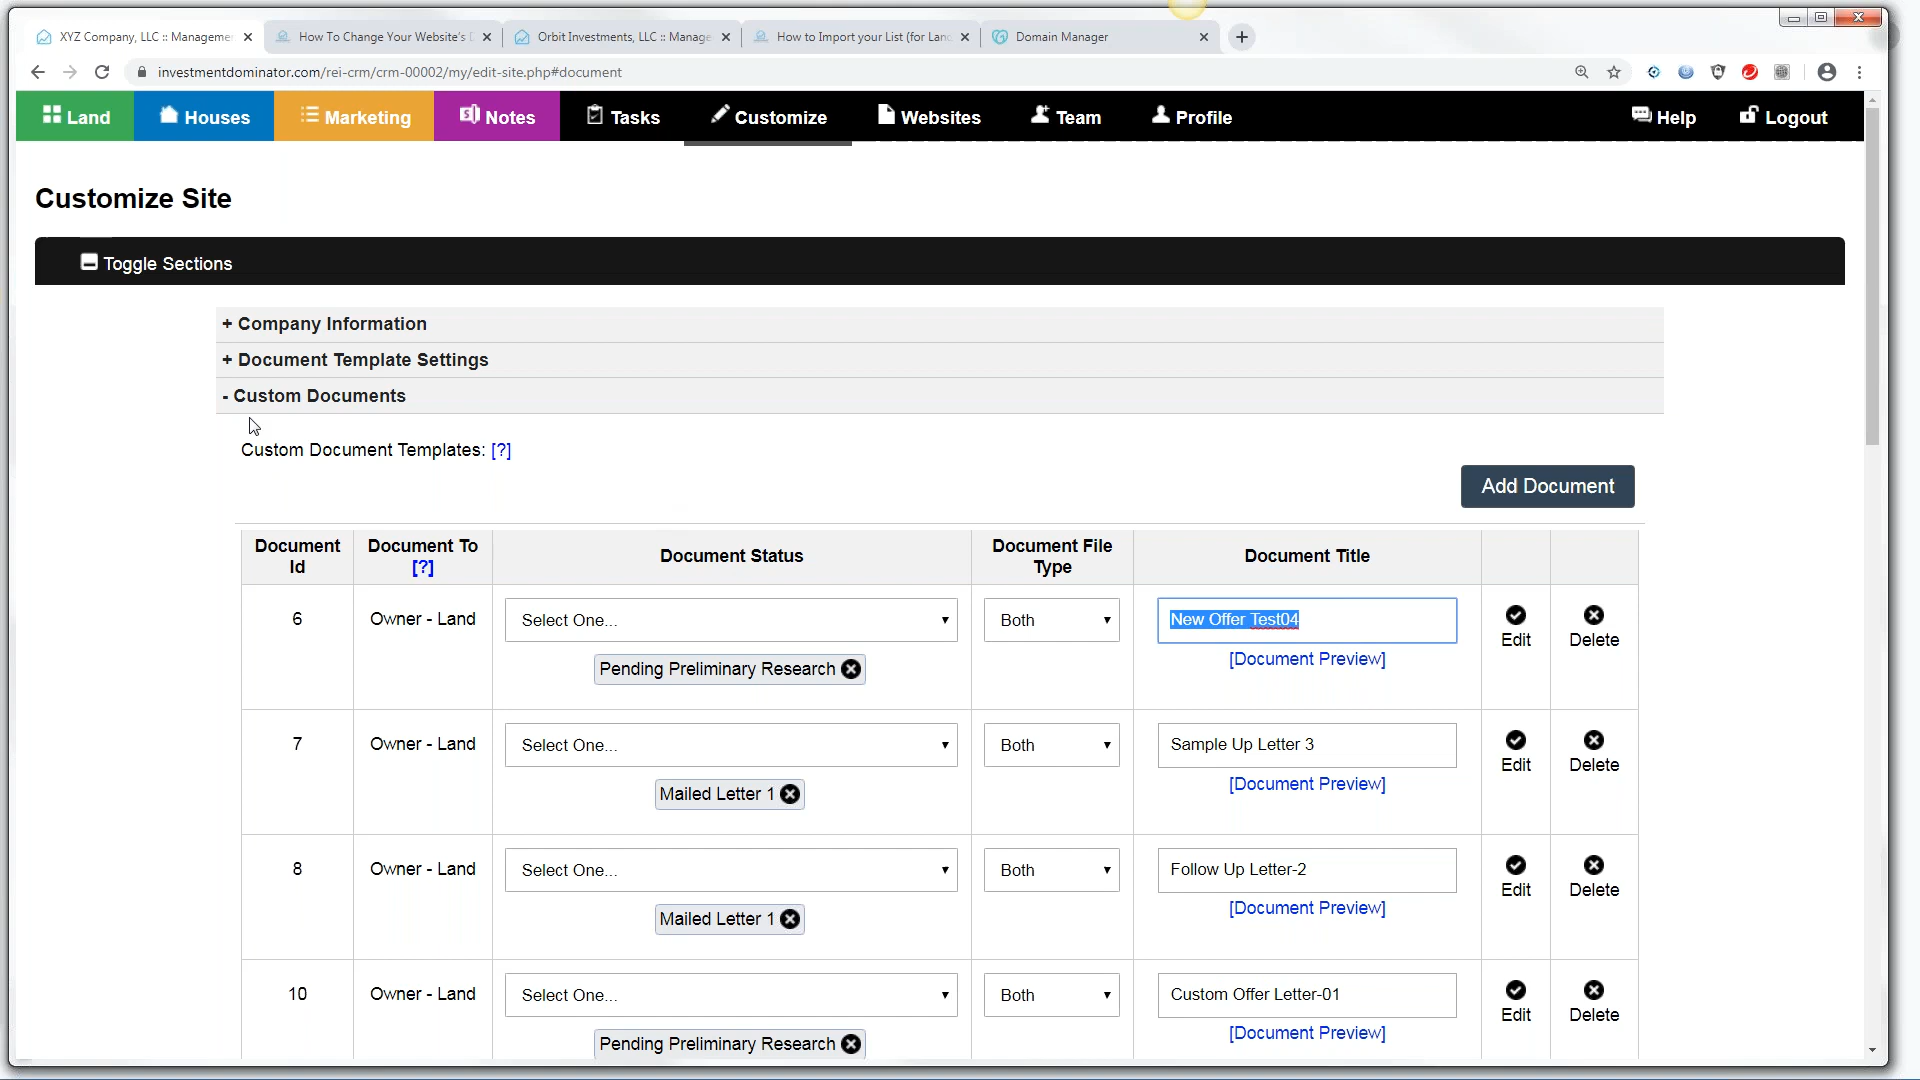 XYZ Company, LLC :: Manageme
How To Change Your Website's D
Orbit Investments, LLC :: Manage
How to Import your List (for Lan
Domain Manager
investmentdominator.com/rei-crm/crm-00002/my/edit-site.php#document
Land
Houses
Marketing
Notes
Tasks
Customize
Websites
Team
Profile
Help
Logout
Customize Site
Toggle Sections
+ Company Information
+ Document Template Settings
- Custom Documents
Custom Document Templates: [?]
Add Document
Document Id
Document To [?]
Document Status
Document File Type
Document Title
6
Owner - Land
Select One...
Both
New Offer Test04
Edit
Delete
Pending Preliminary Research
[Document Preview]
7
Owner - Land
Select One...
Both
Sample Up Letter 3
Edit
Delete
Mailed Letter 1
[Document Preview]
8
Owner - Land
Select One...
Both
Follow Up Letter-2
Edit
Delete
Mailed Letter 1
[Document Preview]
10
Owner - Land
Select One...
Both
Custom Offer Letter-01
Edit
Delete
Pending Preliminary Research
[Document Preview]